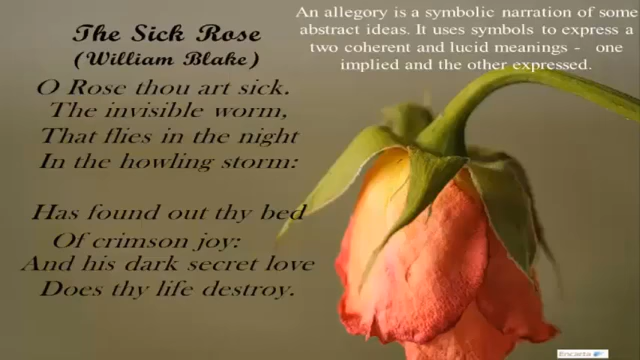 The Sick Rose
(William Blake)
O Rose thou art sick.
The invisible worm,
That flies in the night
In the howling storm:
Has found out thy bed
Of crimson joy:
And his dark secret love
Does thy life destroy.
An allegory is a symbolic narration of some
abstract ideas. It uses symbols to express a
two coherent and lucid meanings - one
implied and the other expressed.
Encarta